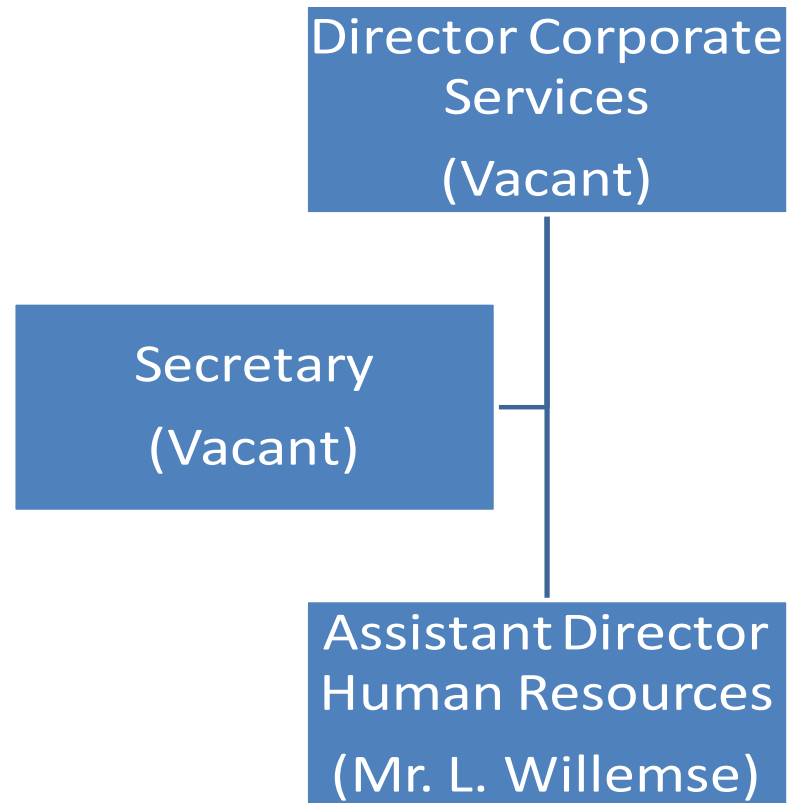 Director Corporate
Services
(Vacant)
Secretary
(Vacant)
Assistant Director
Human Resources
(Mr. L. Willemse)